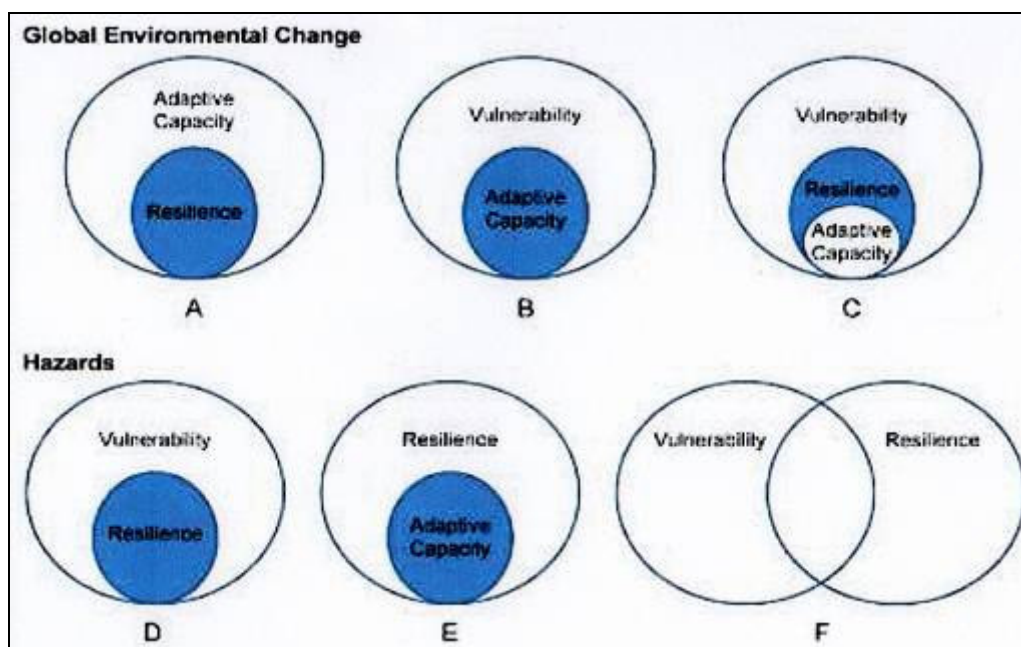 Global Environmental Change
Adaptive
Capacity
Resilience
A
Vulnerability
Adaptive
Capacity
B
Vulnerability
Resilience
Adaptive
Capacity
C
Hazards
Vulnerability
Resilience
D
Resilience
Adaptive
Capacity
E
Vulnerability
Resilience
F